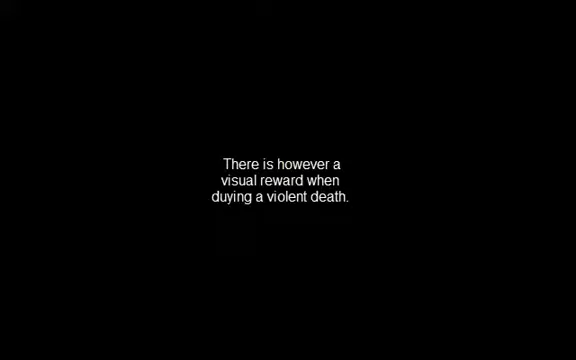 There is however a
visual reward when
duying a violent death.